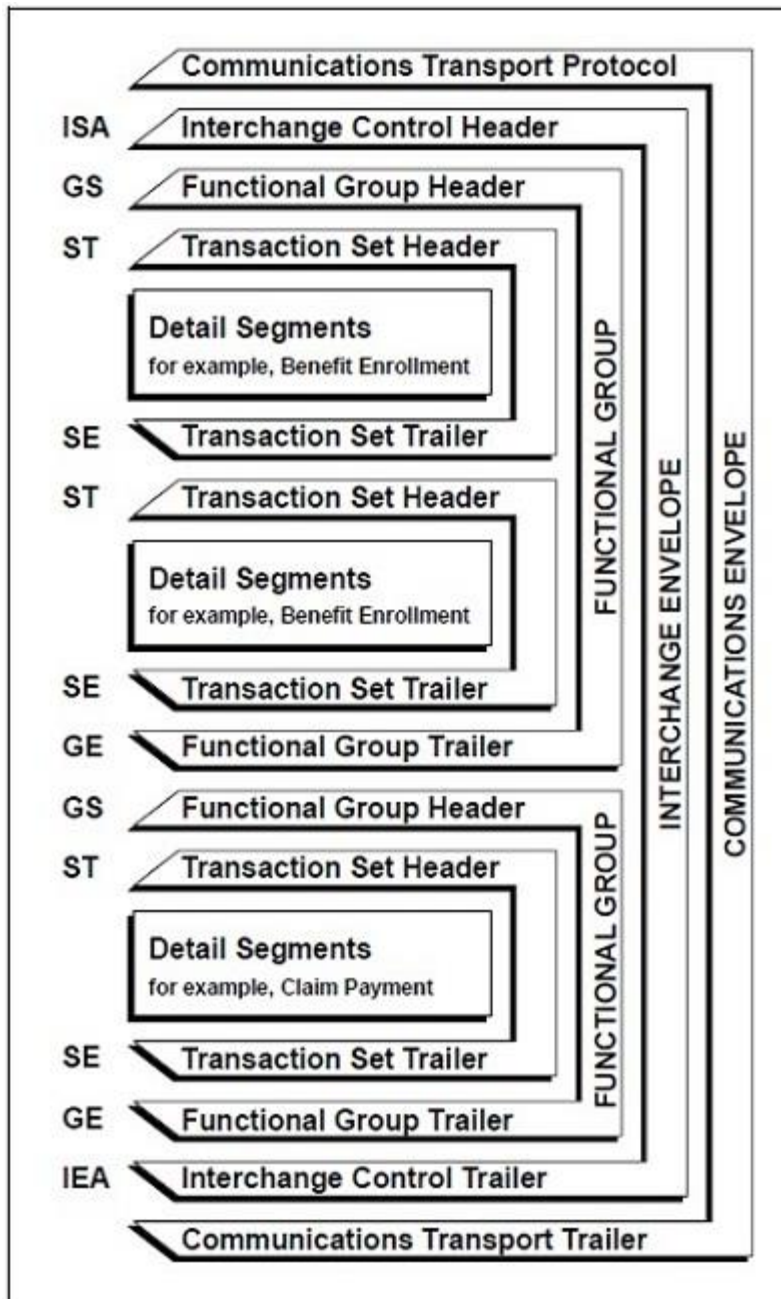 Communications Transport Protocol
ISA Interchange Control Header
GS Functional Group Header
ST Transaction Set Header
Detail Segments
for example, Benefit Enrollment
SE Transaction Set Trailer
ST Transaction Set Header
Detail Segments
for example, Benefit Enrollment
SE Transaction Set Trailer
GE Functional Group Trailer
FUNCTIONAL GROUP
GS Functional Group Header
ST Transaction Set Header
Detail Segments
for example, Claim Payment
SE Transaction Set Trailer
GE Functional Group Trailer
FUNCTIONAL GROUP
IEA Interchange Control Trailer
INTERCHANGE ENVELOPE
Communications Transport Trailer
COMMUNICATIONS ENVELOPE